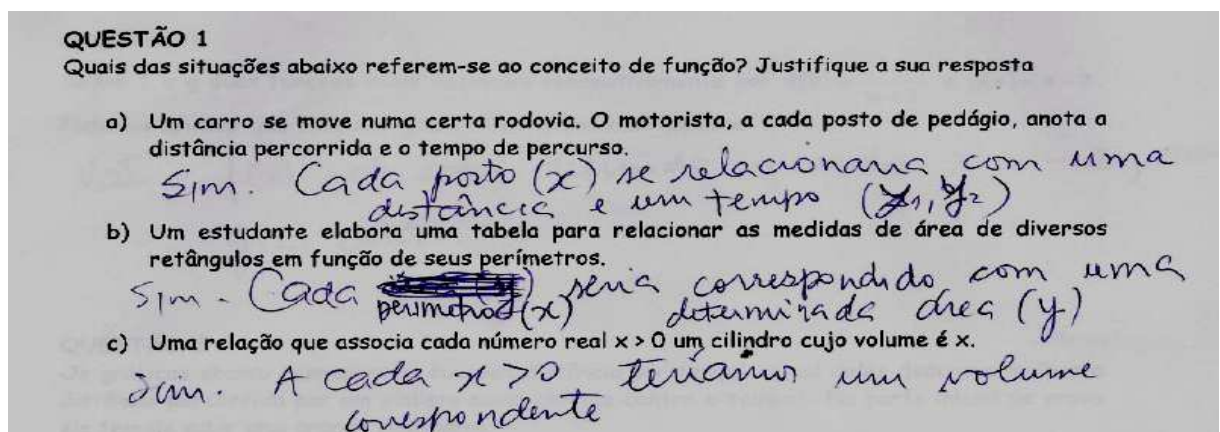 QUESTÃO 1
Quais das situações abaixo referem-se ao conceito de função? Justifique a sua resposta
a) Um carro se move numa certa rodovia. O motorista, a cada posto de pedágio, anota a
distância percorrida e o tempo de percurso.
Sim. Cada posto (x) se relacionaria com uma
distância e um tempo (y1, y2)
b) Um estudante elabora uma tabela para relacionar as medidas de área de diversos
retângulos em função de seus perímetros.
Sim. Cada seria correspondido com uma
perimetro (x) determinada área (y)
c) Uma relação que associa cada número real x > 0 um cilindro cujo volume é x.
Sim. A cada x > 0, teríamos um volume
correspondente